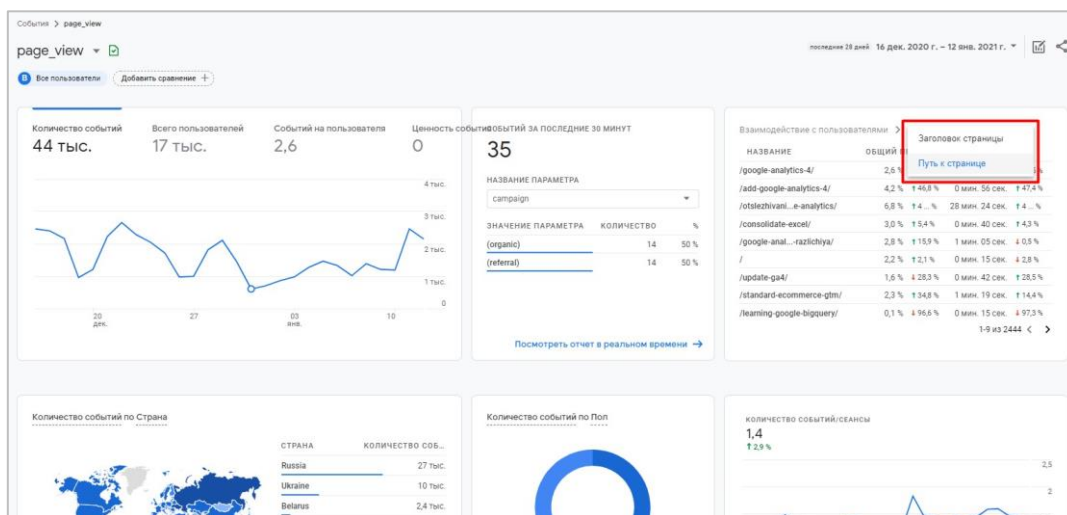 События > page_view
page_view
последние 28 дней 16 дек. 2020 г. – 12 янв. 2021 г.
В Все пользователи
Добавить сравнение +
Количество событий
44 тыс.
Всего пользователей
17 тыс.
Событий на пользователя
2,6
Ценность события
0
4 тыс.
3 тыс.
2 тыс.
1 тыс.
0
20
дек.
27
03
янв.
10
СОБЫТИЙ ЗА ПОСЛЕДНИЕ 30 МИНУТ
35
НАЗВАНИЕ ПАРАМЕТРА
campaign
ЗНАЧЕНИЕ ПАРАМЕТРА КОЛИЧЕСТВО %
(organic) 14 50 %
(referral) 14 50 %
Посмотреть отчет в реальном времени →
Взаимодействие с пользователями >
Заголовок страницы
Путь к странице
НАЗВАНИЕ ОБЩИЙ
/google-analytics-4/ 2,6 %
/add-google-analytics-4/ 4,2 % ↑ 46,8 % 0 мин. 56 сек. ↑ 47,4 %
/otslezhivani...e-analytics/ 6,8 % ↑ 4 ... % 28 мин. 24 сек. ↑ 4 ... %
/consolidate-excel/ 3,0 % ↑ 5,4 % 0 мин. 40 сек. ↑ 4,3 %
/google-anal...-razlichiya/ 2,8 % ↑ 15,9 % 1 мин. 05 сек. ↓ 0,5 %
/ 2,2 % ↑ 2,1 % 0 мин. 15 сек. ↓ 2,8 %
/update-ga4/ 1,6 % ↓ 28,3 % 0 мин. 42 сек. ↑ 28,5 %
/standard-ecommerce-gtm/ 2,3 % ↑ 34,8 % 1 мин. 19 сек. ↑ 14,4 %
/learning-google-bigquery/ 0,1 % ↓ 96,6 % 0 мин. 15 сек. ↓ 97,3 %
1-9 из 2444 < >
Количество событий по Страна
СТРАНА КОЛИЧЕСТВО СОБ...
Russia 27 тыс.
Ukraine 10 тыс.
Belarus 2,4 тыс.
Количество событий по Пол
КОЛИЧЕСТВО СОБЫТИЙ/СЕАНСЫ
1,4
↑ 2,9 %
2,5
2